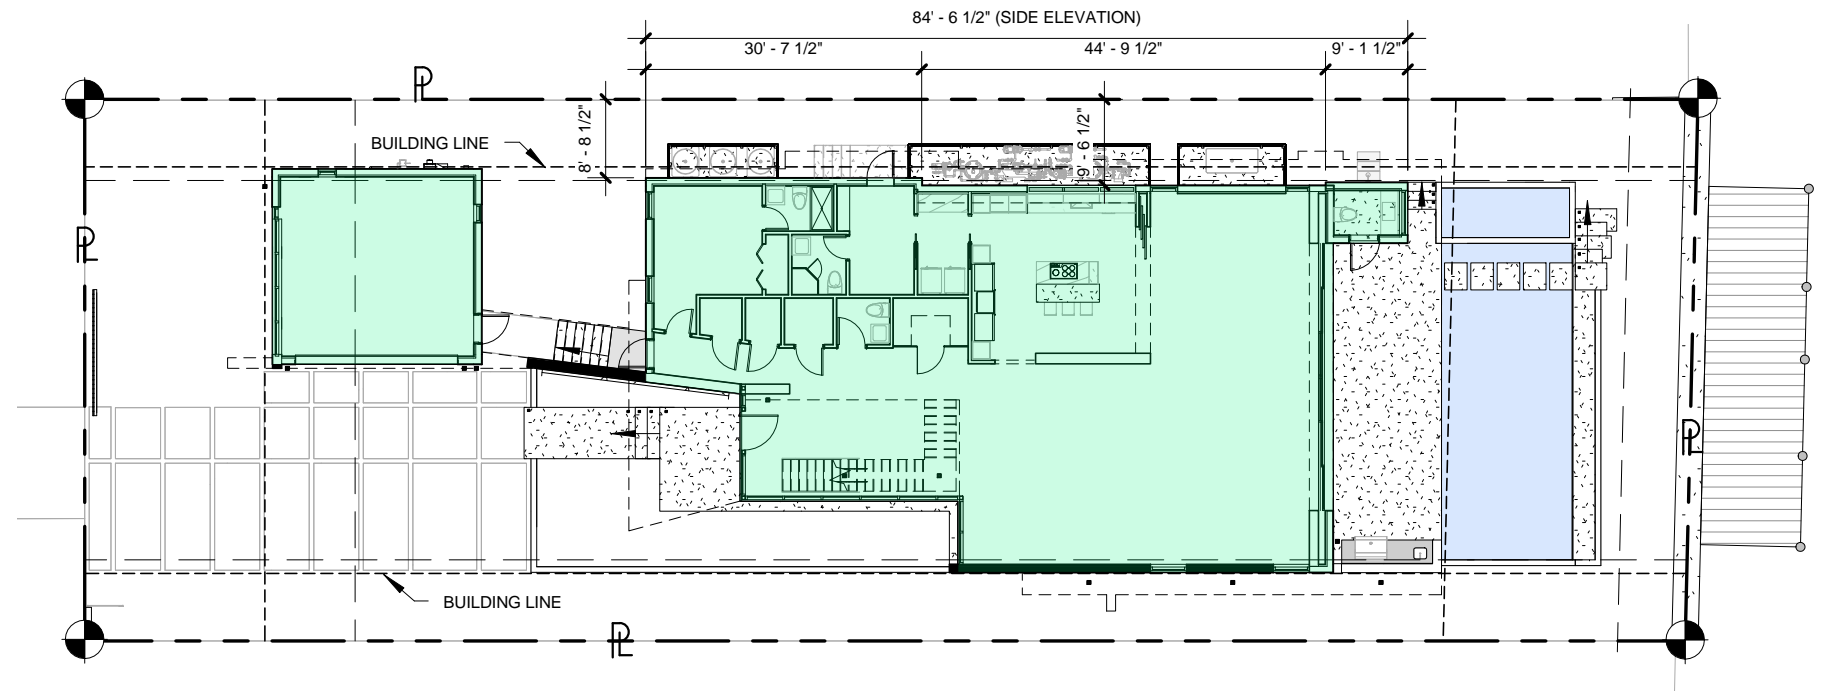 84' - 6 1/2" (SIDE ELEVATION)
30' - 7 1/2"
44' - 9 1/2"
9' - 1 1/2"
PL
8' - 8 1/2"
9' - 6 1/2"
BUILDING LINE
PL
PL
BUILDING LINE
PL